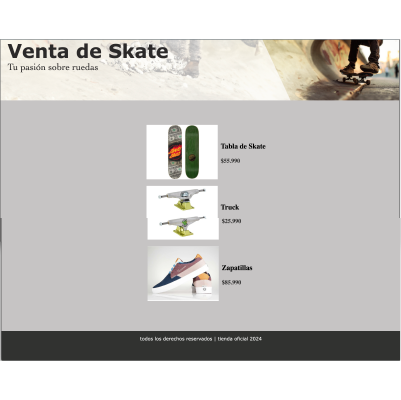 Venta de Skate
Tu pasión sobre ruedas
Tabla de Skate
$55.990
Truck
$25.990
Zapatillas
$85.990
todos los derechos reservados | tienda oficial 2024